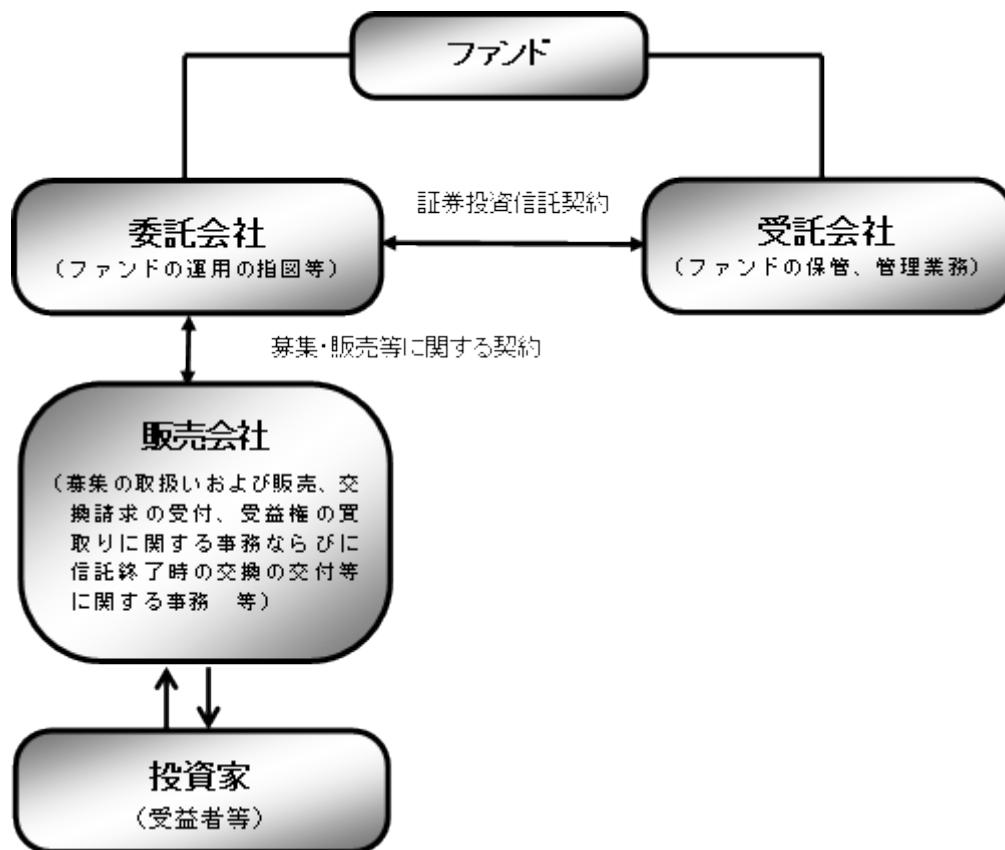 ファンド
証券投資信託契約
委託会社
（ファンドの運用の指図等）
受託会社
（ファンドの保管、管理業務）
募集・販売等に関する契約
販売会社
（募集の取扱いおよび販売、交
換請求の受付、受益権の買
取りに関する事務ならびに
信託終了時の交換の交付等
に関する事務　等）
投資家
（受益者等）